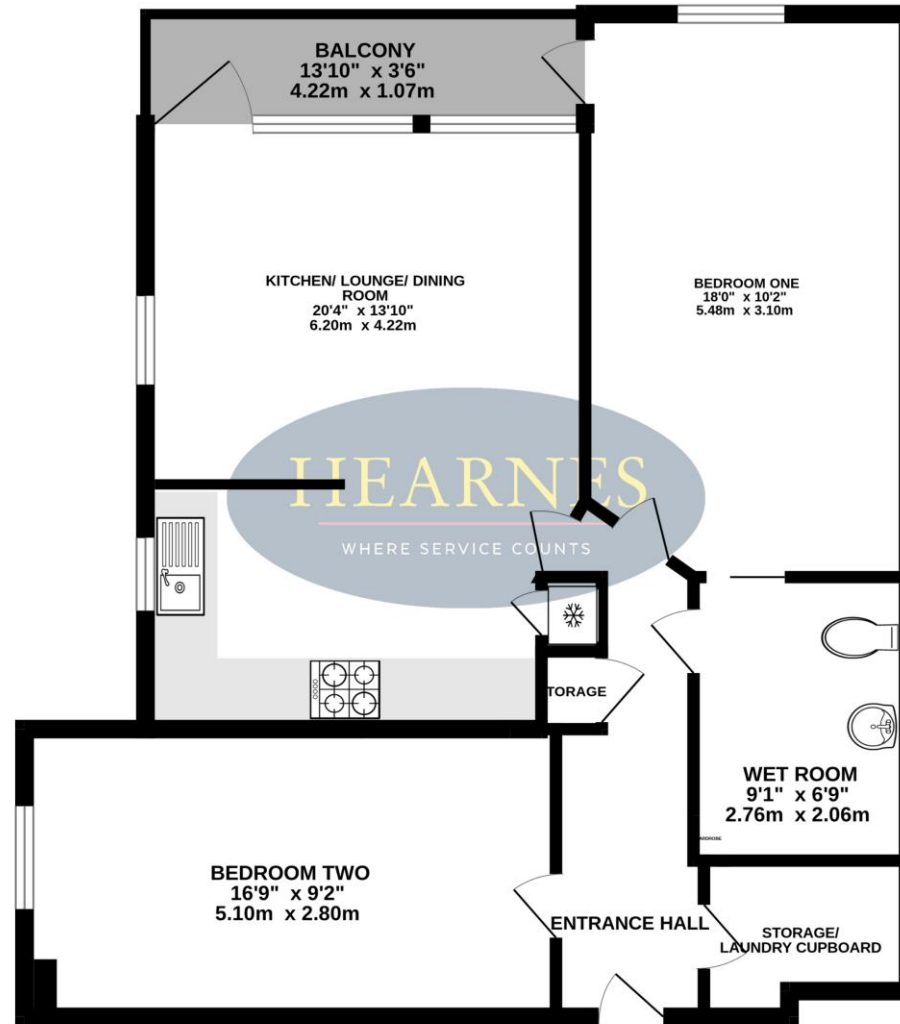 BALCONY
13'10" x 3'6"
4.22m x 1.07m
KITCHEN/ LOUNGE/ DINING
ROOM
20'4" x 13'10"
6.20m x 4.22m
BEDROOM ONE
18'0" x 10'2"
5.48m x 3.10m
HEARNES
WHERE SERVICE COUNTS
TORAGE
WET ROOM
9'1" x 6'9"
2.76m x 2.06m
BEDROOM TWO
16'9" x 9'2"
5.10m x 2.80m
ENTRANCE HALL
STORAGE/
LAUNDRY CUPBOARD